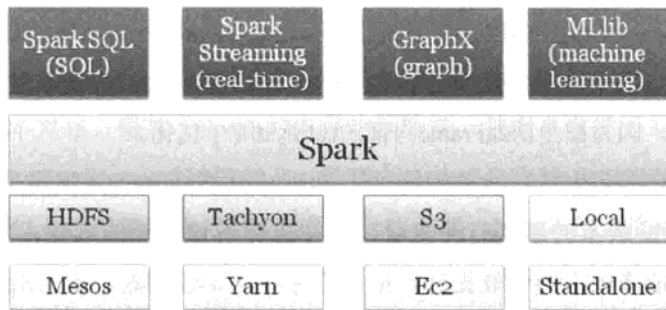 Spark SQL
(SQL)
Spark
Streaming
(real-time)
GraphX
(graph)
MLlib
(machine
learning)
Spark
HDFS
Tachyon
S3
Local
Mesos
Yarn
Ec2
Standalone